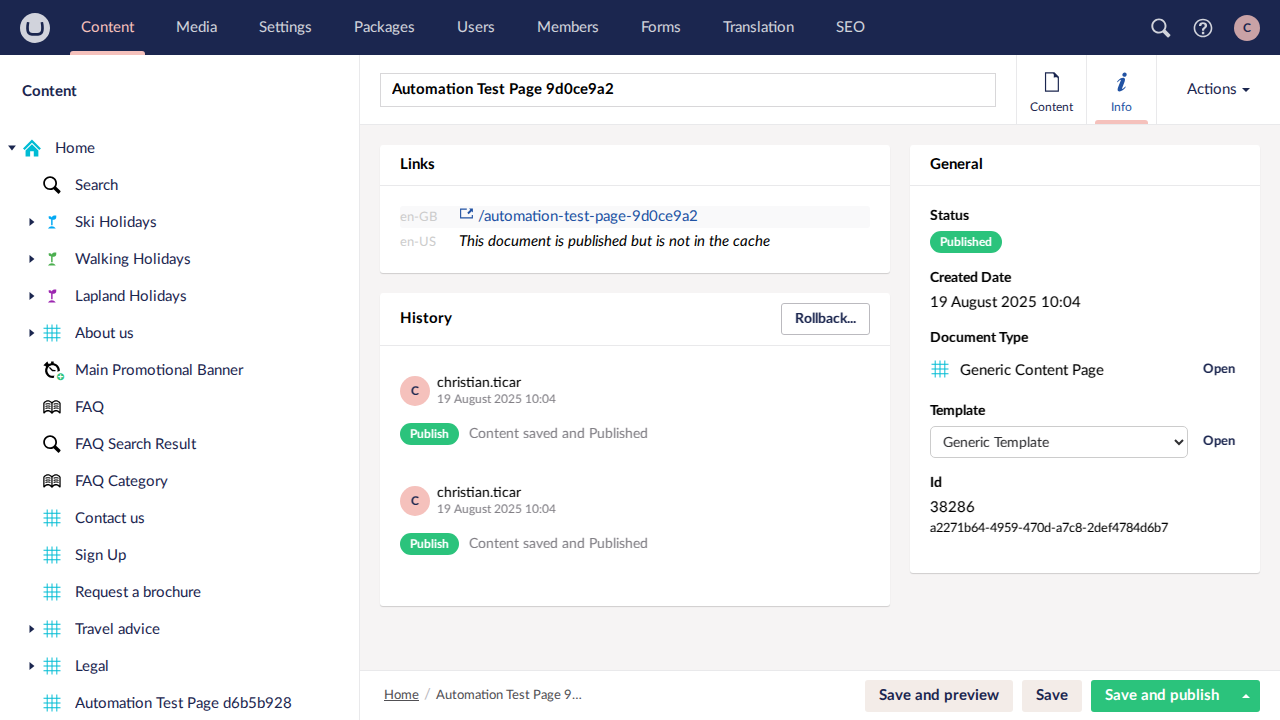 Content
Media
Settings
Packages
Users
Members
Forms
Translation
SEO
C
Content
Home
Search
Ski Holidays
Walking Holidays
Lapland Holidays
About us
Main Promotional Banner
FAQ
FAQ Search Result
FAQ Category
Contact us
Sign Up
Request a brochure
Travel advice
Legal
Automation Test Page d6b5b928
Automation Test Page 9d0ce9a2
Content
Info
Actions
Links
en-GB /automation-test-page-9d0ce9a2
en-US This document is published but is not in the cache
History
Rollback...
C
christian.ticar
19 August 2025 10:04
Publish Content saved and Published
C
christian.ticar
19 August 2025 10:04
Publish Content saved and Published
General
Status
Published
Created Date
19 August 2025 10:04
Document Type
Generic Content Page Open
Template
Generic Template Open
Id
38286
a2271b64-4959-470d-a7c8-2def4784d6b7
Home / Automation Test Page 9...
Save and preview
Save
Save and publish